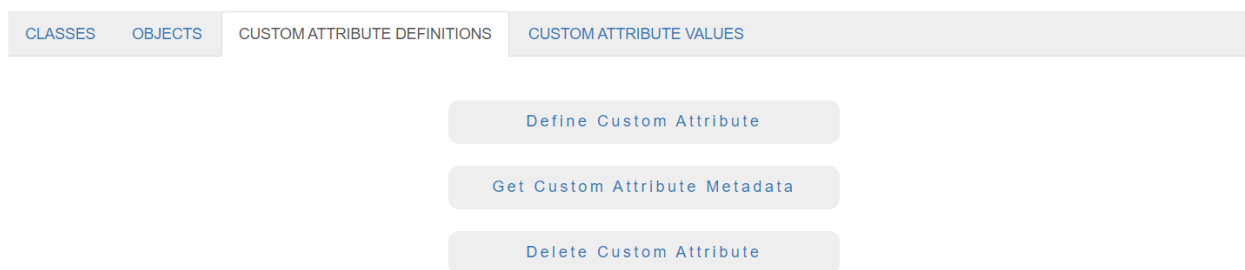 CLASSES OBJECTS CUSTOM ATTRIBUTE DEFINITIONS CUSTOM ATTRIBUTE VALUES
Define Custom Attribute
Get Custom Attribute Metadata
Delete Custom Attribute